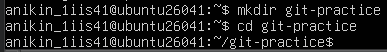 anikin_1iis41@ubuntu26041:~$ mkdir git-practice
anikin_1iis41@ubuntu26041:~$ cd git-practice
anikin_1iis41@ubuntu26041:~/git-practice$